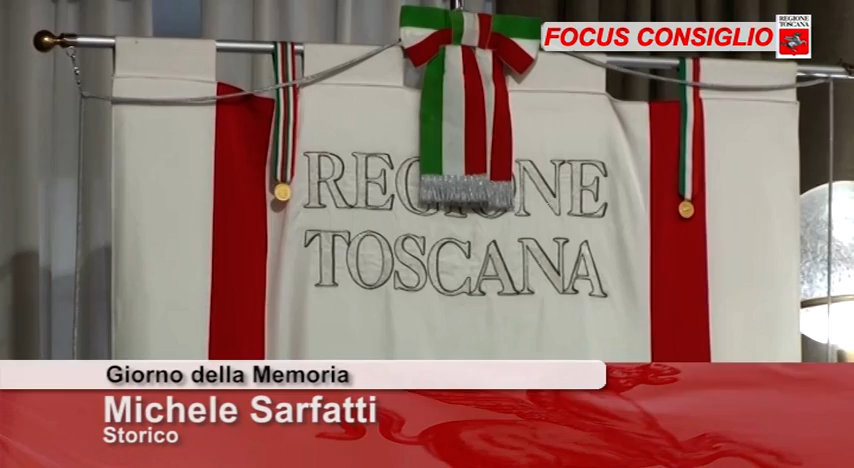 FOCUS CONSIGLIO
REGIONE
TOSCANA
REGIONE
TOSCANA
Giorno della Memoria
Michele Sarfatti
Storico